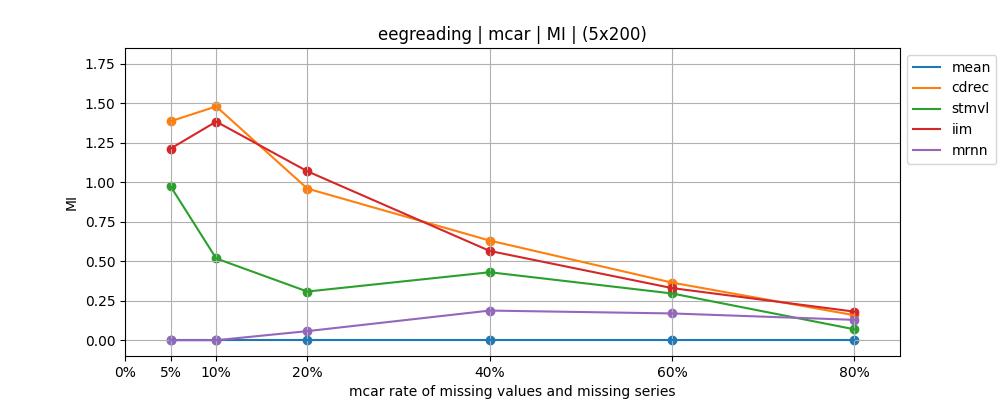 eegreading | mcar | MI | (5x200)
MI
1.75
1.50
1.25
1.00
0.75
0.50
0.25
0.00
0% 5% 10% 20% 40% 60% 80%
mcar rate of missing values and missing series
mean
cdrec
stmvl
iim
mrnn